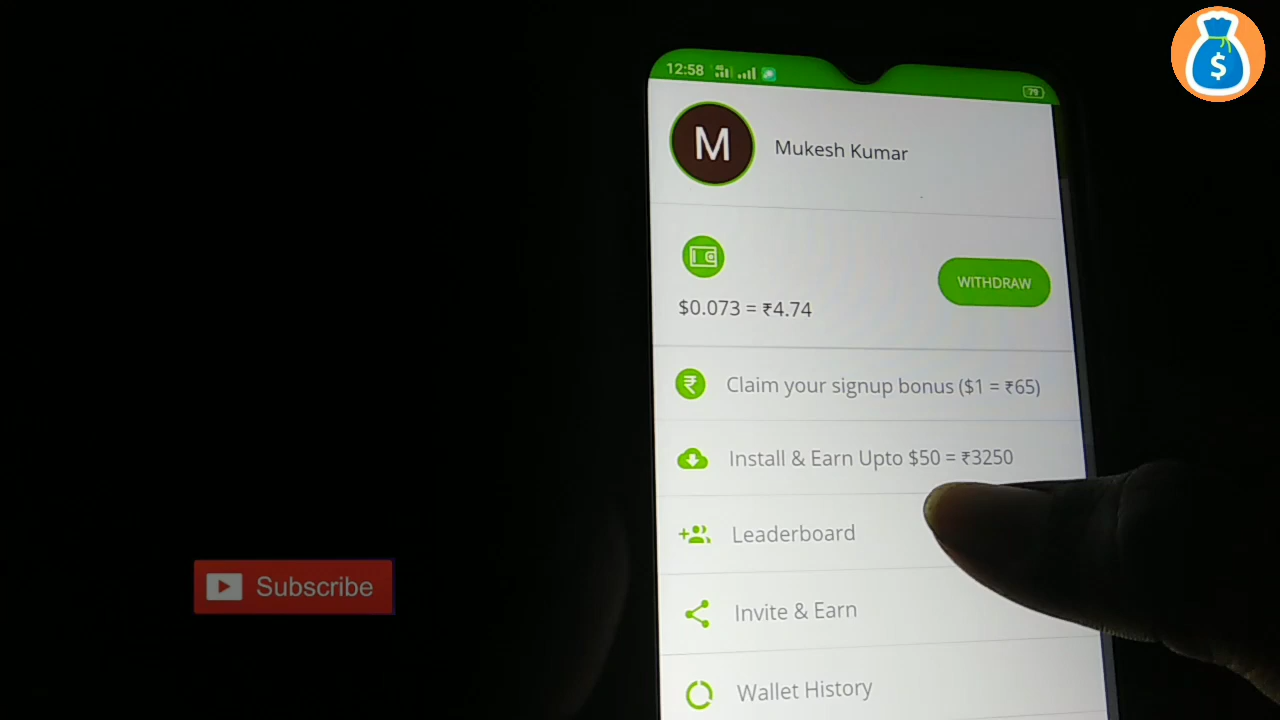 12:58
79
M
Mukesh Kumar
$
$0.073 = ₹4.74
WITHDRAW
₹
Claim your signup bonus ($1 = ₹65)
Install & Earn Upto $50 = ₹3250
Leaderboard
Invite & Earn
Wallet History
Subscribe